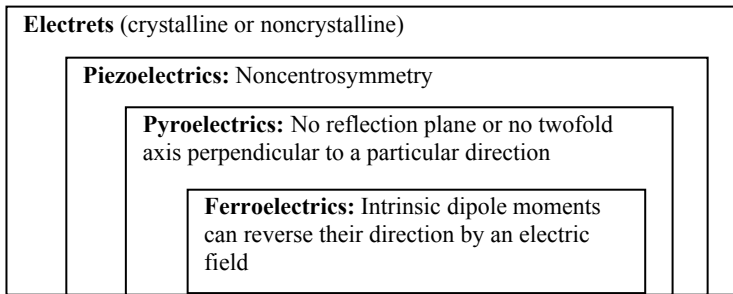 Electrets (crystalline or noncrystalline)
Piezoelectrics: Noncentrosymmetry
Pyroelectrics: No reflection plane or no twofold
axis perpendicular to a particular direction
Ferroelectrics: Intrinsic dipole moments
can reverse their direction by an electric
field